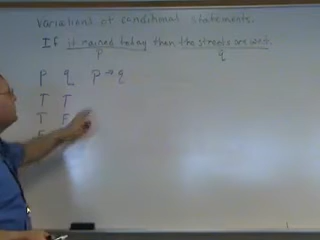 Variations of conditional statements.
If it rained today then the streets are wet.
p q
p q p → q
T T
T F
F